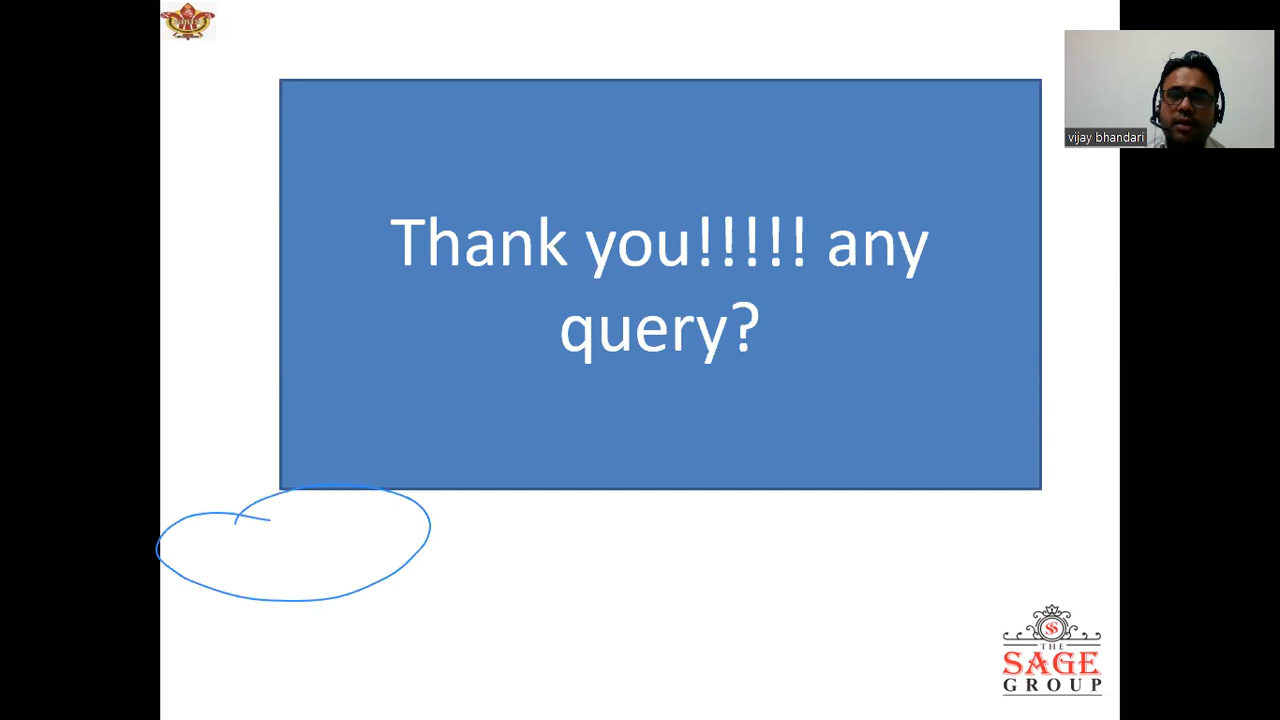 vijay bhandari
Thank you!!!!! any
query?
THE
SAGE
GROUP